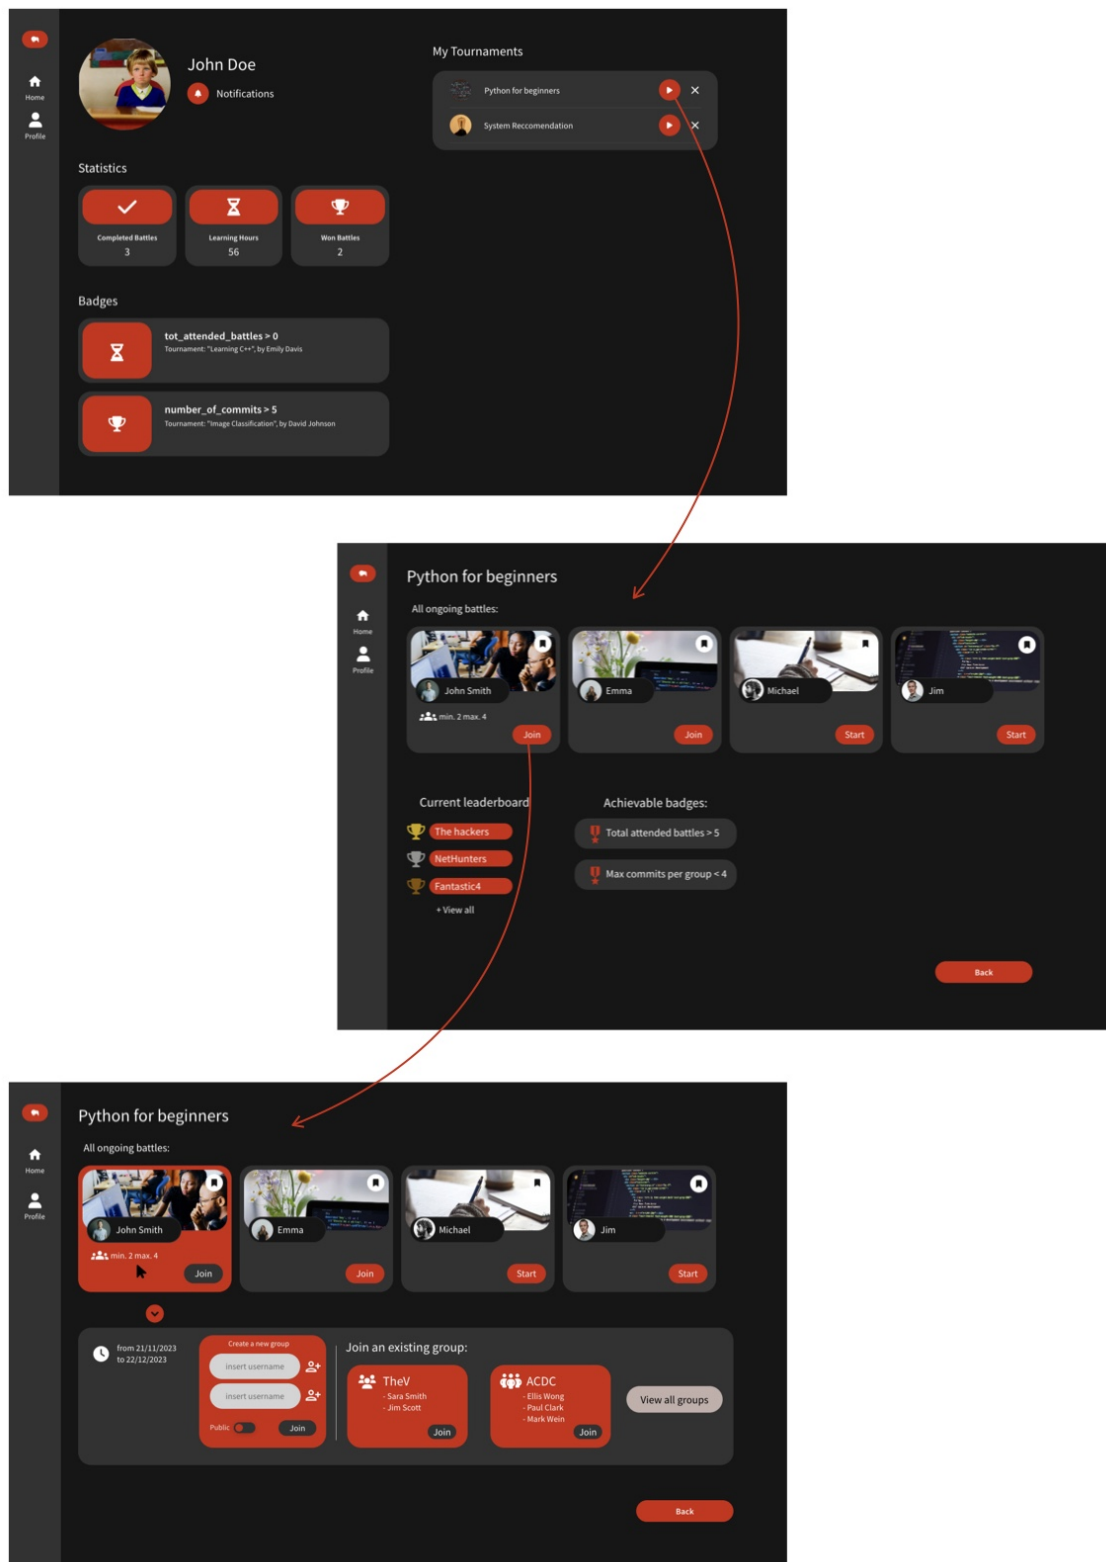 John Doe
Notifications
Home
Profile
My Tournaments
Python for beginners
System Reccomendation
Statistics
Completed Battles
3
Learning Hours
56
Won Battles
2
Badges
tot_attended_battles > 0
Tournament: "Learning C++", by Emily Davis
number_of_commits > 5
Tournament: "Image Classification", by David Johnson
Home
Profile
Python for beginners
All ongoing battles:
John Smith
min. 2 max. 4
Join
Emma
Join
Michael
Start
Jim
Start
Current leaderboard
The hackers
NetHunters
Fantastic4
+ View all
Achievable badges:
Total attended battles > 5
Max commits per group < 4
Back
Home
Profile
Python for beginners
All ongoing battles:
John Smith
min. 2 max. 4
Join
Emma
Join
Michael
Start
Jim
Start
from 21/11/2023
to 22/12/2023
Create a new group
insert username
insert username
Public
Join
Join an existing group:
TheV
- Sara Smith
- Jim Scott
Join
ACDC
- Ellis Wong
- Paul Clark
- Mark Wein
Join
View all groups
Back